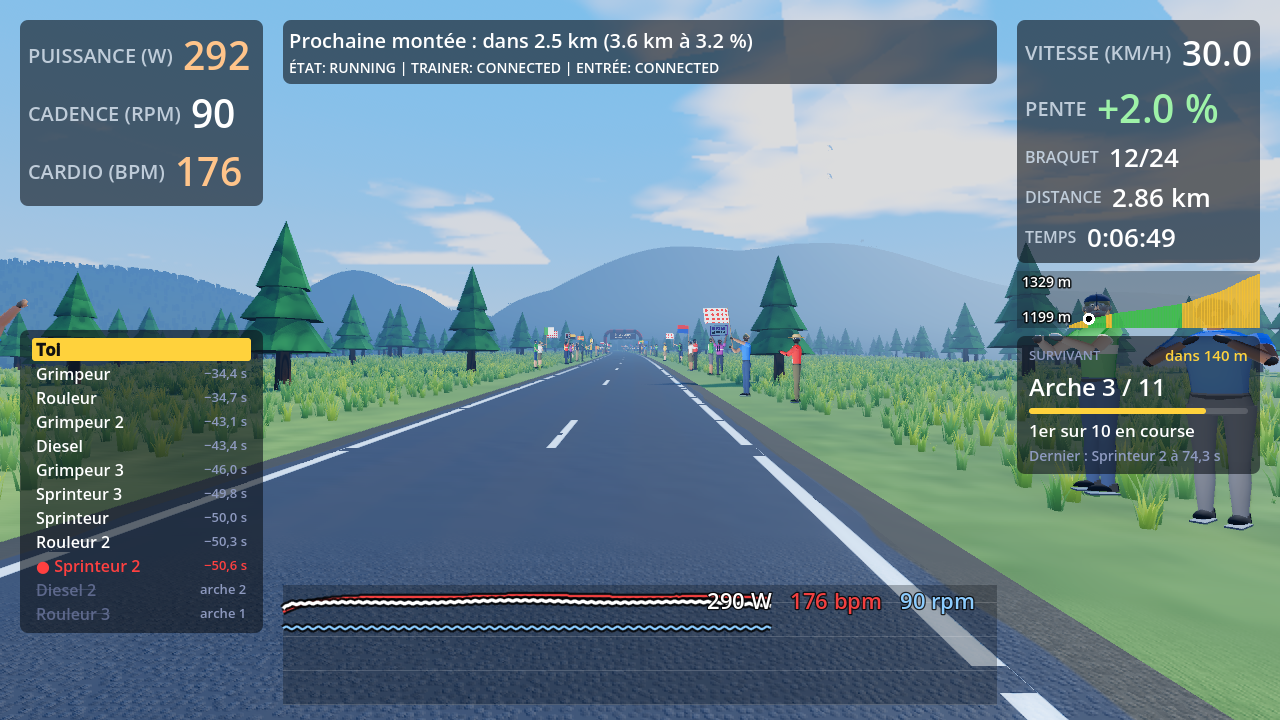 PUISSANCE (W) 292
CADENCE (RPM) 90
CARDIO (BPM) 176
Prochaine montée : dans 2.5 km (3.6 km à 3.2 %)
ÉTAT: RUNNING | TRAINER: CONNECTED | ENTRÉE: CONNECTED
VITESSE (KM/H) 30.0
PENTE +2.0 %
BRAQUET 12/24
DISTANCE 2.86 km
TEMPS 0:06:49
1329 m
1199 m
SURVIVANT dans 140 m
Arche 3 / 11
1er sur 10 en course
Dernier : Sprinteur 2 à 74,3 s
Toi
Grimpeur −34,4 s
Rouleur −34,7 s
Grimpeur 2 −43,1 s
Diesel −43,4 s
Grimpeur 3 −46,0 s
Sprinteur 3 −49,8 s
Sprinteur −50,0 s
Rouleur 2 −50,3 s
Sprinteur 2 −50,6 s
Diesel 2 arche 2
Rouleur 3 arche 1
290 W 176 bpm 90 rpm